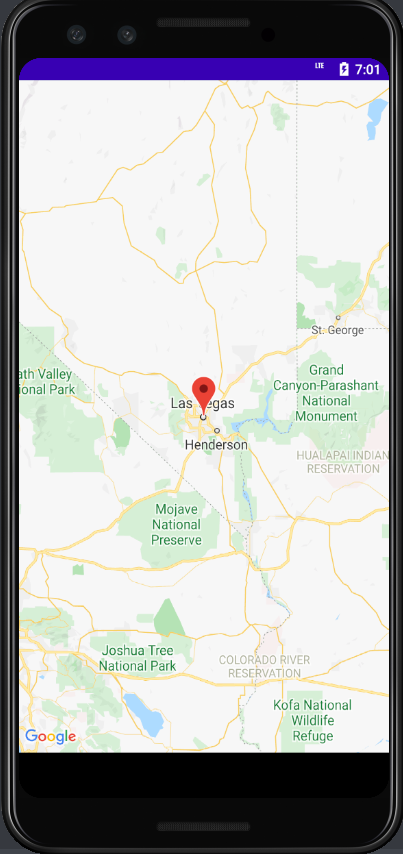 LTE 7:01
St. George
ath Valley
ional Park
Grand
Canyon-Parashant
National
Monument
Las Vegas
Henderson
HUALAPAI INDIAN
RESERVATION
Mojave
National
Preserve
Joshua Tree
National Park
COLORADO RIVER
RESERVATION
Kofa National
Wildlife
Refuge
Google